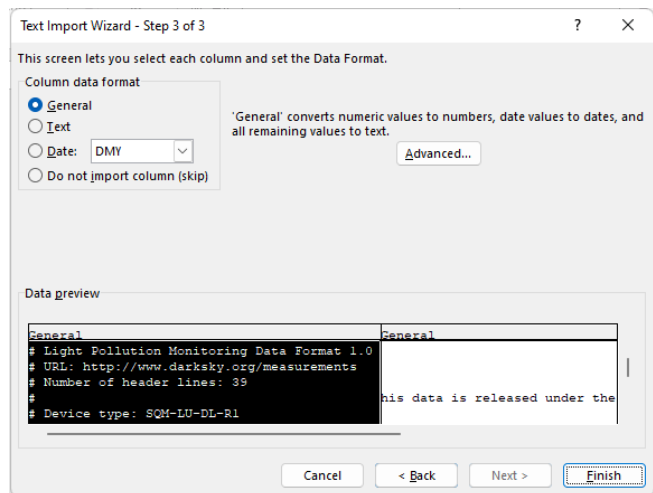 Text Import Wizard - Step 3 of 3
This screen lets you select each column and set the Data Format.
Column data format
General
Text
Date: DMY
Do not import column (skip)
'General' converts numeric values to numbers, date values to dates, and
all remaining values to text.
Advanced...
Data preview
General General
# Light Pollution Monitoring Data Format 1.0
# URL: http://www.darksky.org/measurements
# Number of header lines: 39
# his data is released under the
# Device type: SQM-LU-DL-R1
Cancel < Back Next > Finish